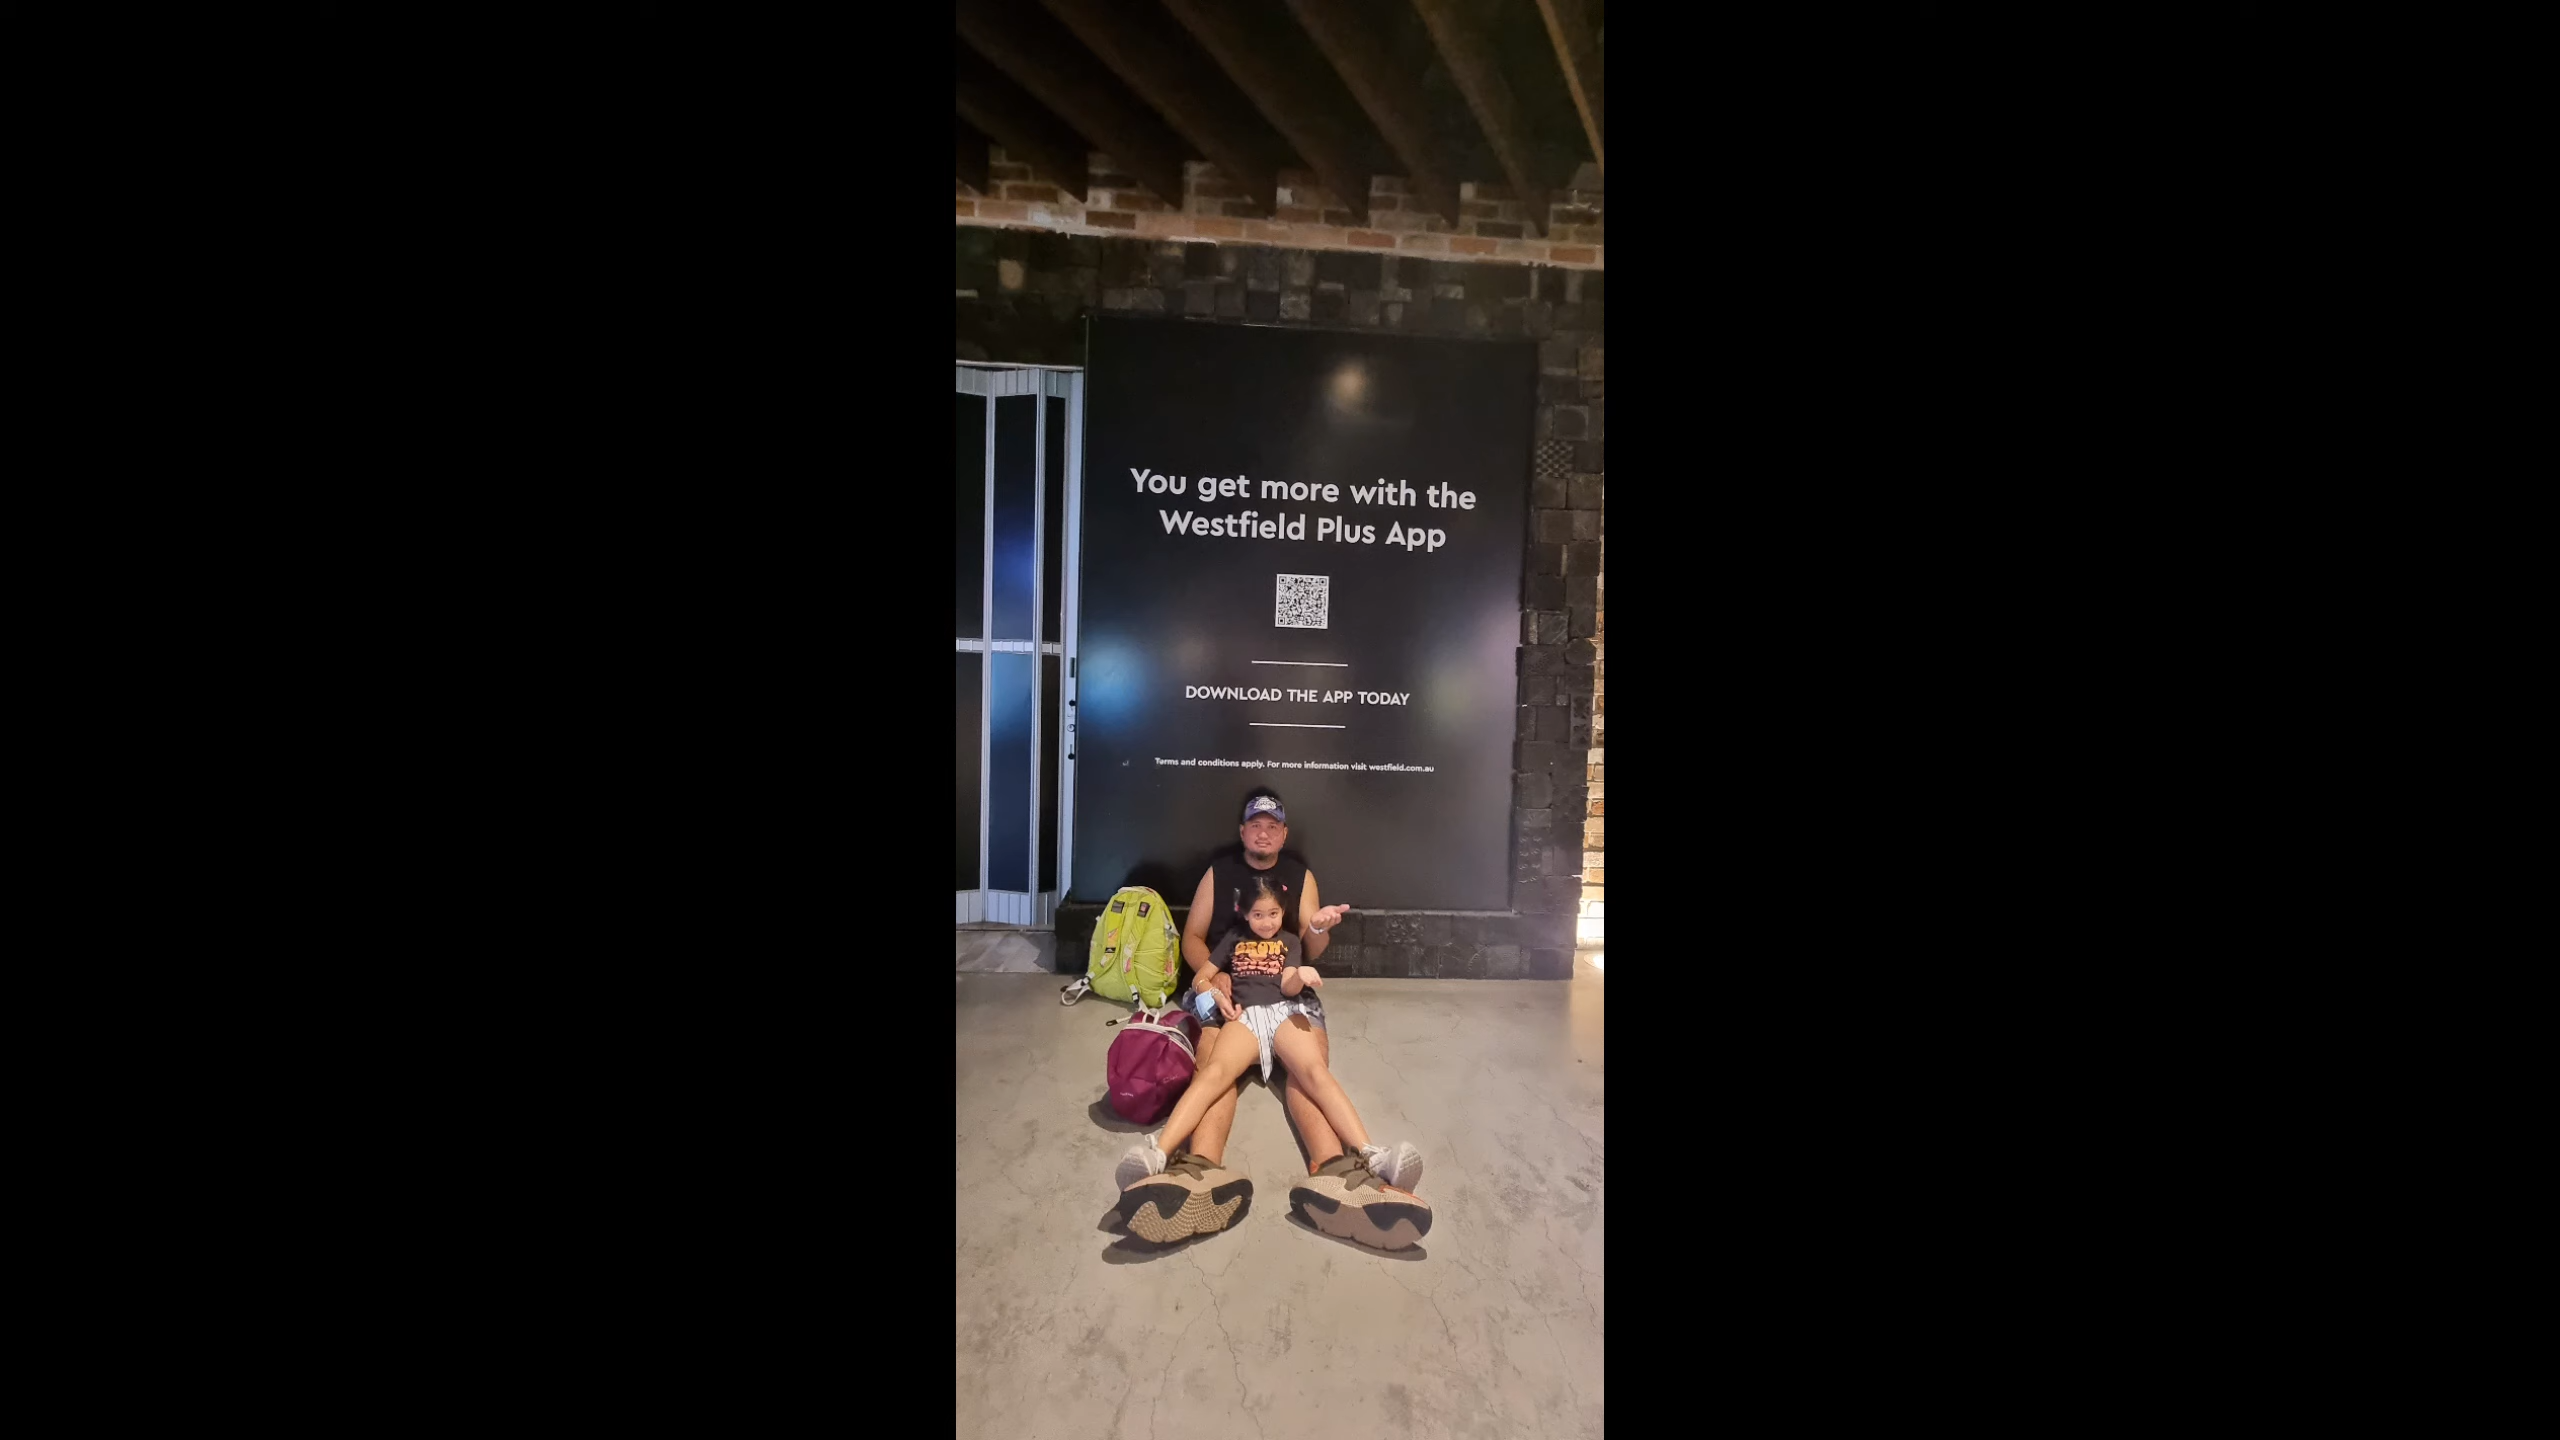 You get more with the
Westfield Plus App
DOWNLOAD THE APP TODAY
Terms and conditions apply. For more information visit westfield.com.au
GROW